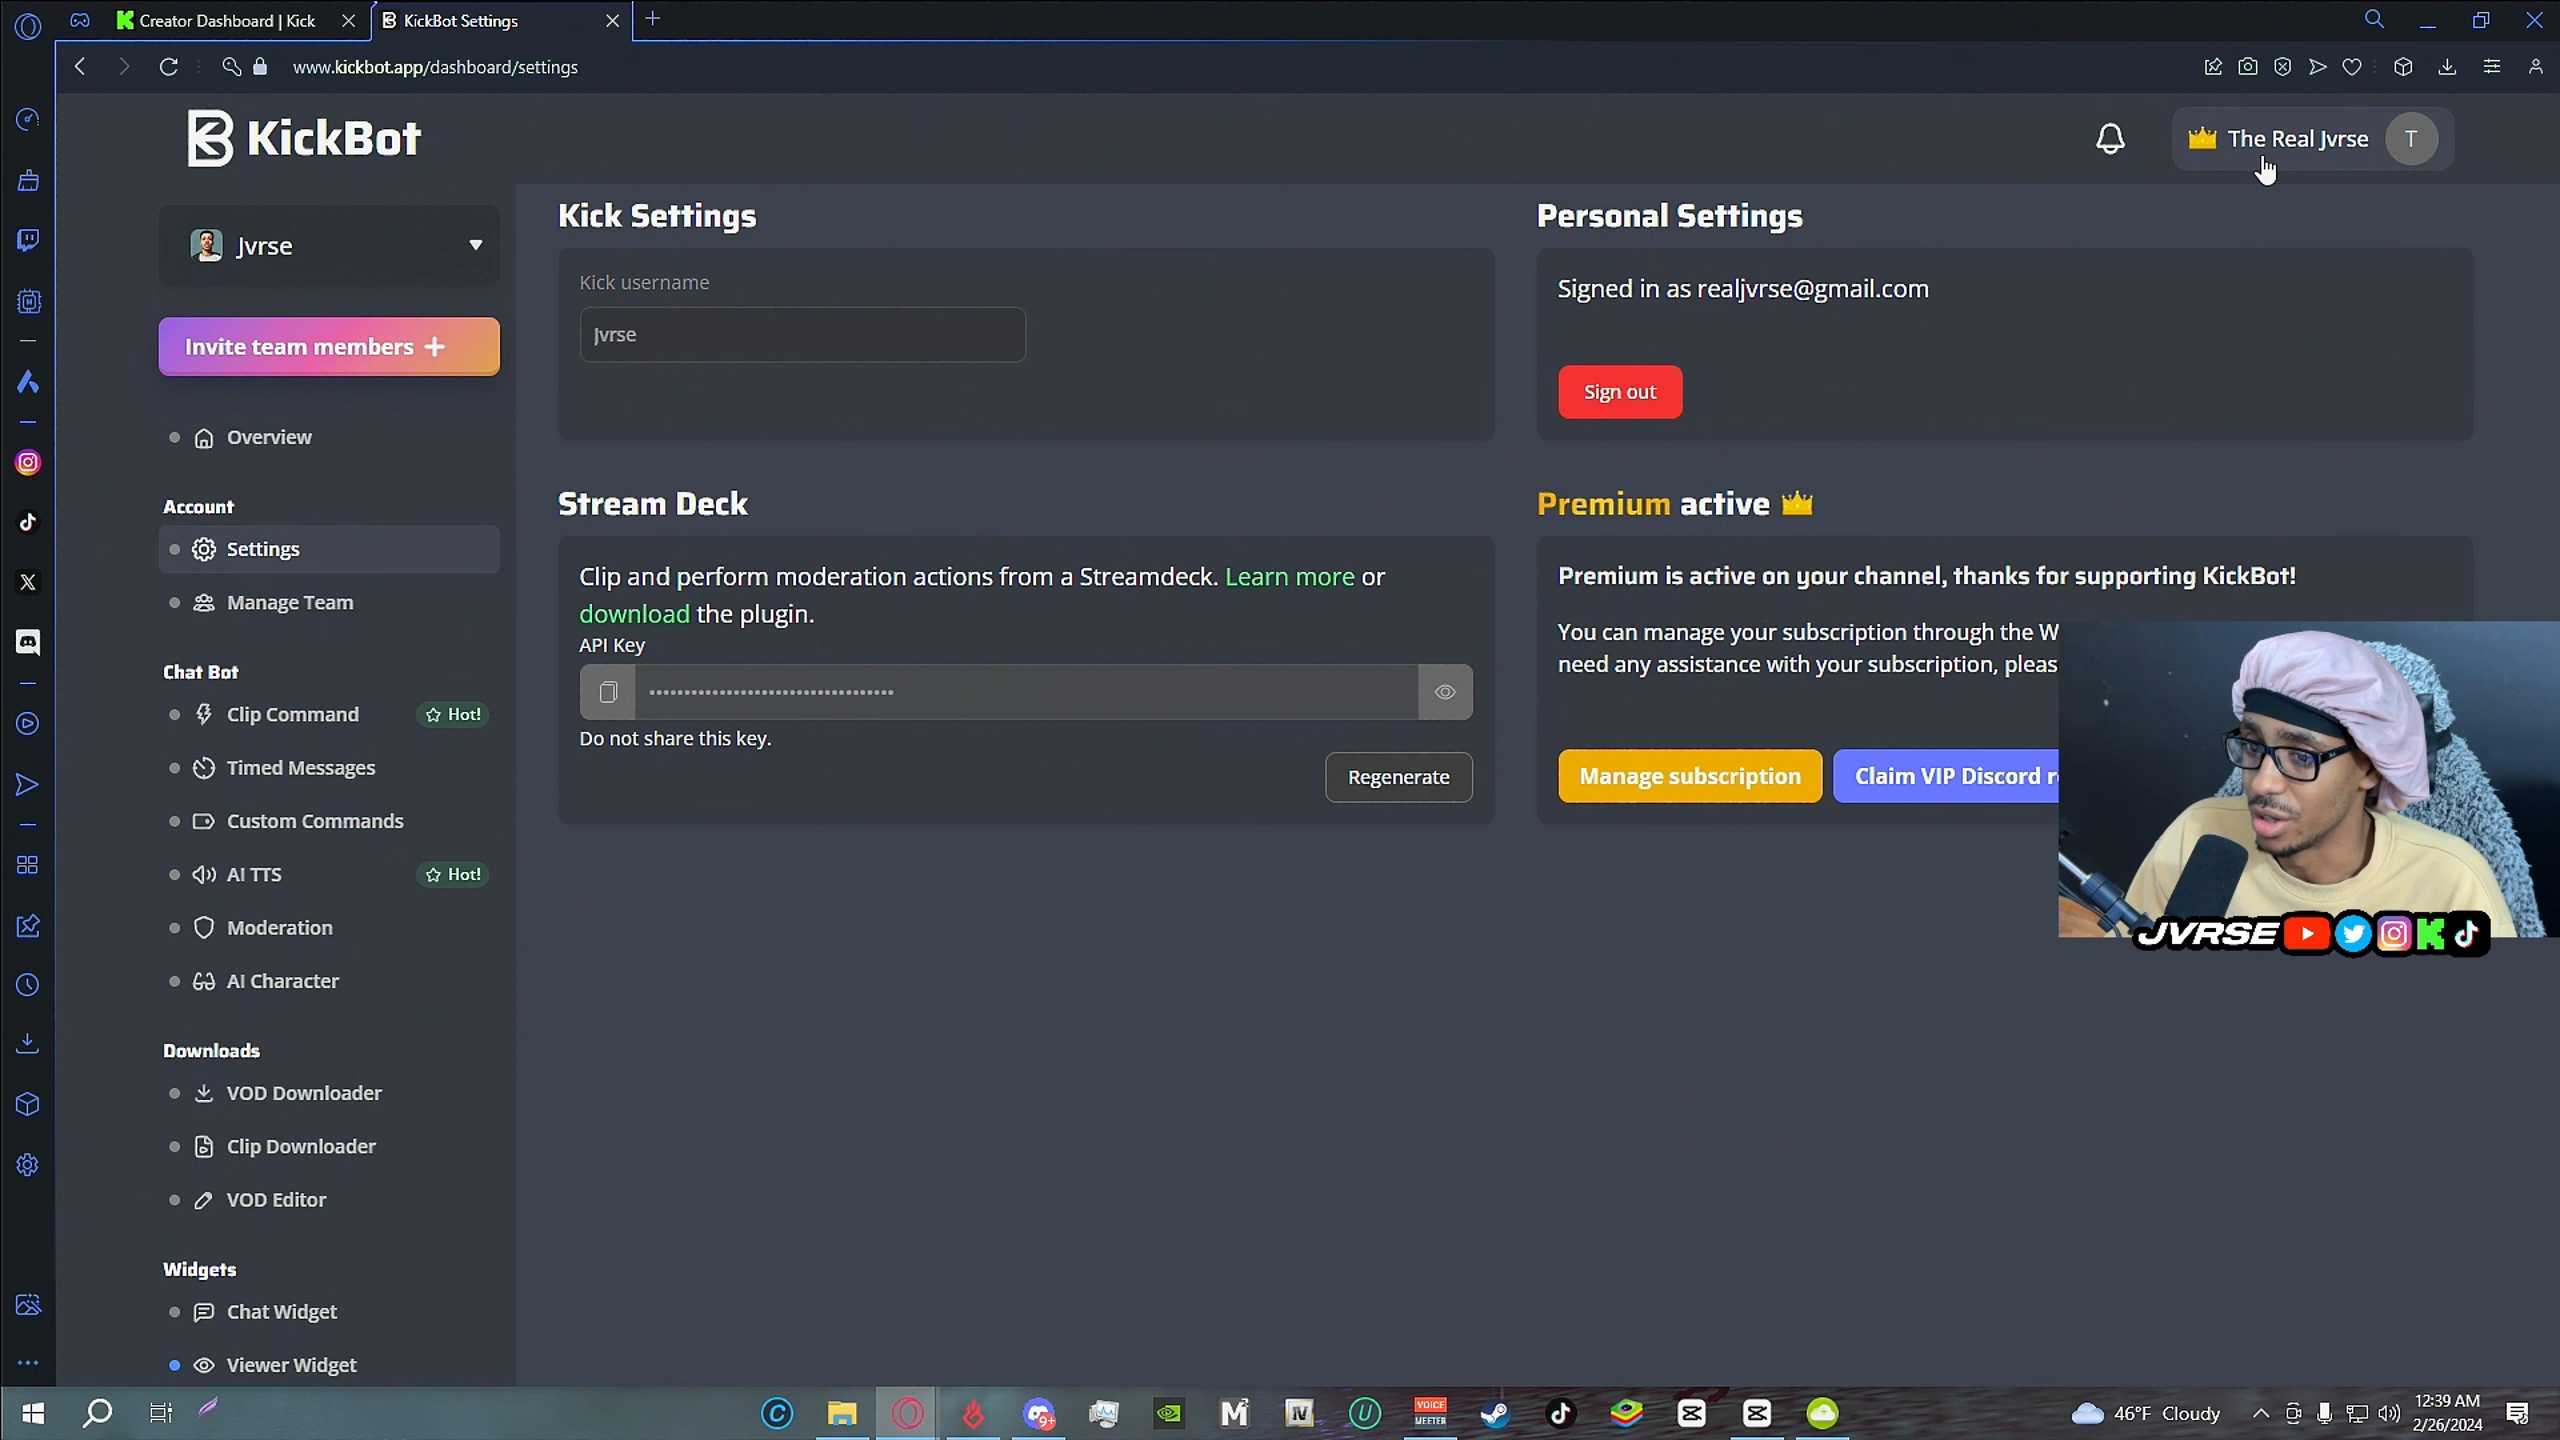 Creator Dashboard | Kick
KickBot Settings
www.kickbot.app/dashboard/settings
KickBot
The Real Jvrse
T
Jvrse
Invite team members +
Overview
Account
Settings
Manage Team
Chat Bot
Clip Command
Hot!
Timed Messages
Custom Commands
AI TTS
Hot!
Moderation
AI Character
Downloads
VOD Downloader
Clip Downloader
VOD Editor
Widgets
Chat Widget
Viewer Widget
Kick Settings
Kick username
Jvrse
Personal Settings
Signed in as realjvrse@gmail.com
Sign out
Stream Deck
Clip and perform moderation actions from a Streamdeck. Learn more or
download the plugin.
API Key
Do not share this key.
Regenerate
Premium active
Premium is active on your channel, thanks for supporting KickBot!
You can manage your subscription through the W
need any assistance with your subscription, pleas
Manage subscription
Claim VIP Discord r
JVRSE
VOICE
MEETER
9+
46°F Cloudy
12:39 AM
2/26/2024